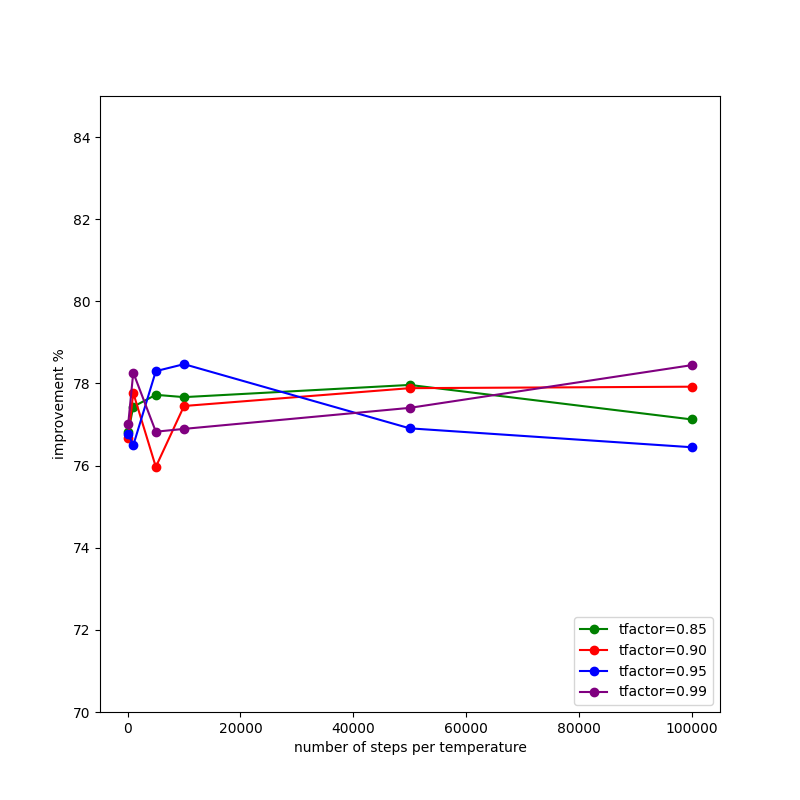 84
82
80
78
76
74
72
70
improvement %
0 20000 40000 60000 80000 100000
number of steps per temperature
tfactor=0.85
tfactor=0.90
tfactor=0.95
tfactor=0.99